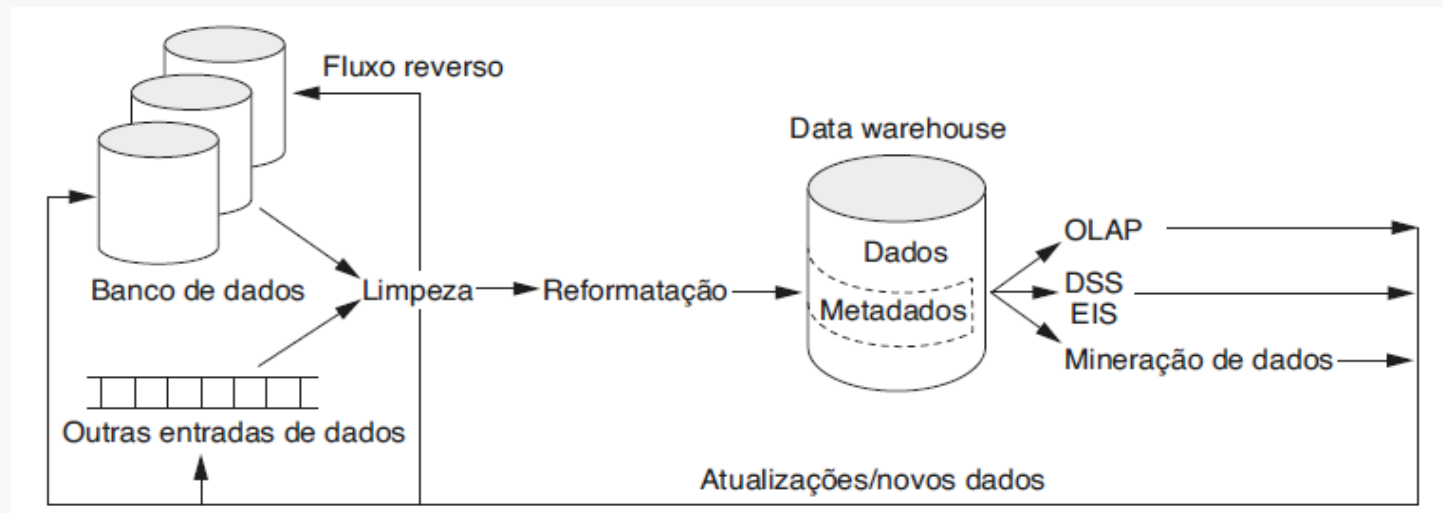 Fluxo reverso
Data warehouse
Banco de dados
Limpeza
Reformatação
Dados
Metadados
OLAP
DSS
EIS
Mineração de dados
Outras entradas de dados
Atualizações/novos dados